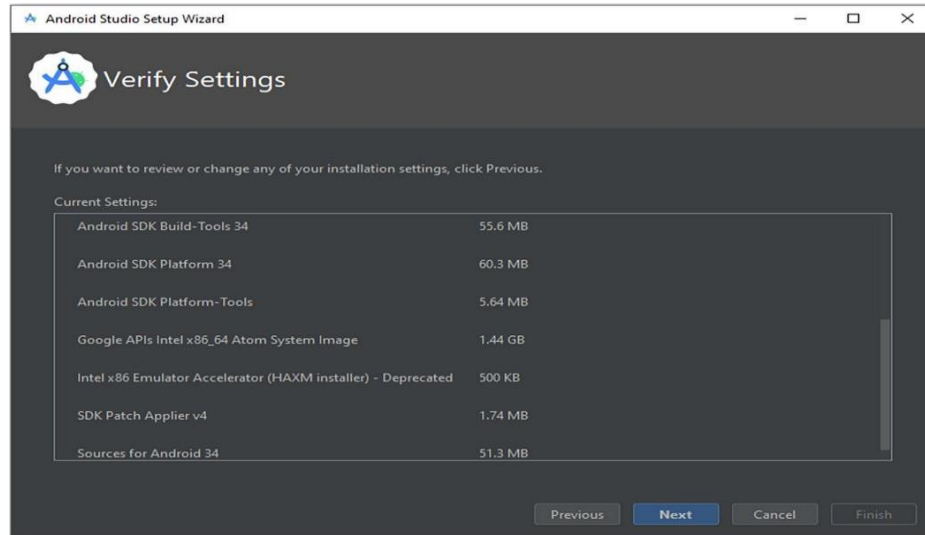 Android Studio Setup Wizard
Verify Settings
If you want to review or change any of your installation settings, click Previous.
Current Settings:
Android SDK Build-Tools 34 55.6 MB
Android SDK Platform 34 60.3 MB
Android SDK Platform-Tools 5.64 MB
Google APIs Intel x86_64 Atom System Image 1.44 GB
Intel x86 Emulator Accelerator (HAXM installer) - Deprecated 500 KB
SDK Patch Applier v4 1.74 MB
Sources for Android 34 51.3 MB
Previous Next Cancel Finish